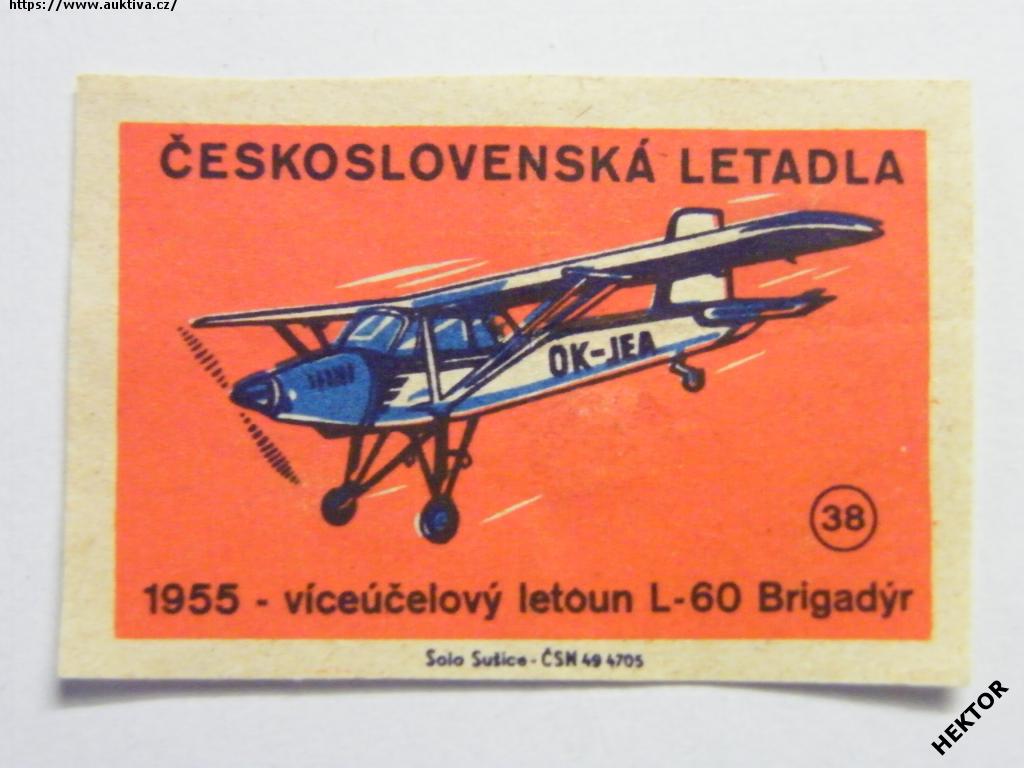 https://www.auktiva.cz/
ČESKOSLOVENSKÁ LETADLA
OK-JEA
38
1955 - víceúčelový letoun L-60 Brigadýr
Solo Sušice - ČSN 49 4705
HEKTOR